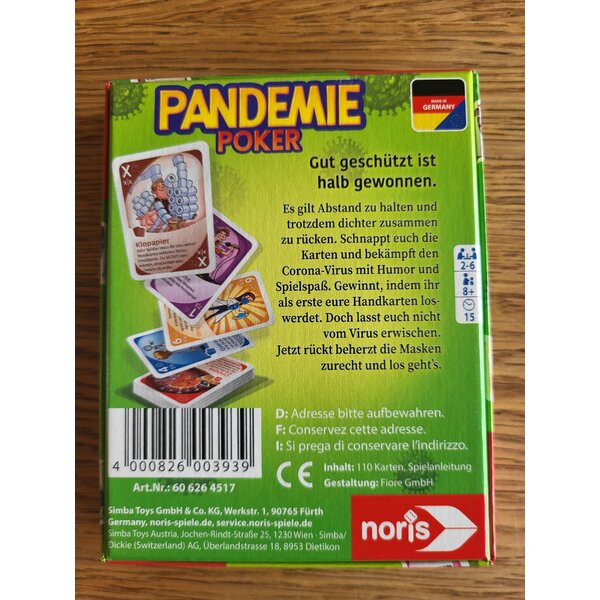 PANDEMIE
POKER
MADE IN
GERMANY
Gut geschützt ist
halb gewonnen.
Es gilt Abstand zu halten und
trotzdem dichter zusammen
zu rücken. Schnappt euch die
Karten und bekämpft den
Corona-Virus mit Humor und
Spielspaß. Gewinnt, indem ihr
als erste eure Handkarten los-
werdet. Doch lasst euch nicht
vom Virus erwischen.
Jetzt rückt beherzt die Masken
zurecht und los geht's.
2-6
8+
15
X
X/X
Klopapier
X/X
X
D: Adresse bitte aufbewahren.
F: Conservez cette adresse.
I: Si prega di conservare l'indirizzo.
CE
Inhalt: 110 Karten, Spielanleitung
Gestaltung: Fiore GmbH
4 000826 003939
Art.Nr.: 60 626 4517
Simba Toys GmbH & Co. KG, Werkstr. 1, 90765 Fürth
Germany, noris-spiele.de, service.noris-spiele.de
Simba Toys Austria, Jochen-Rindt-Straße 25, 1230 Wien · Simba/
Dickie (Switzerland) AG, Überlandstrasse 18, 8953 Dietikon
noris